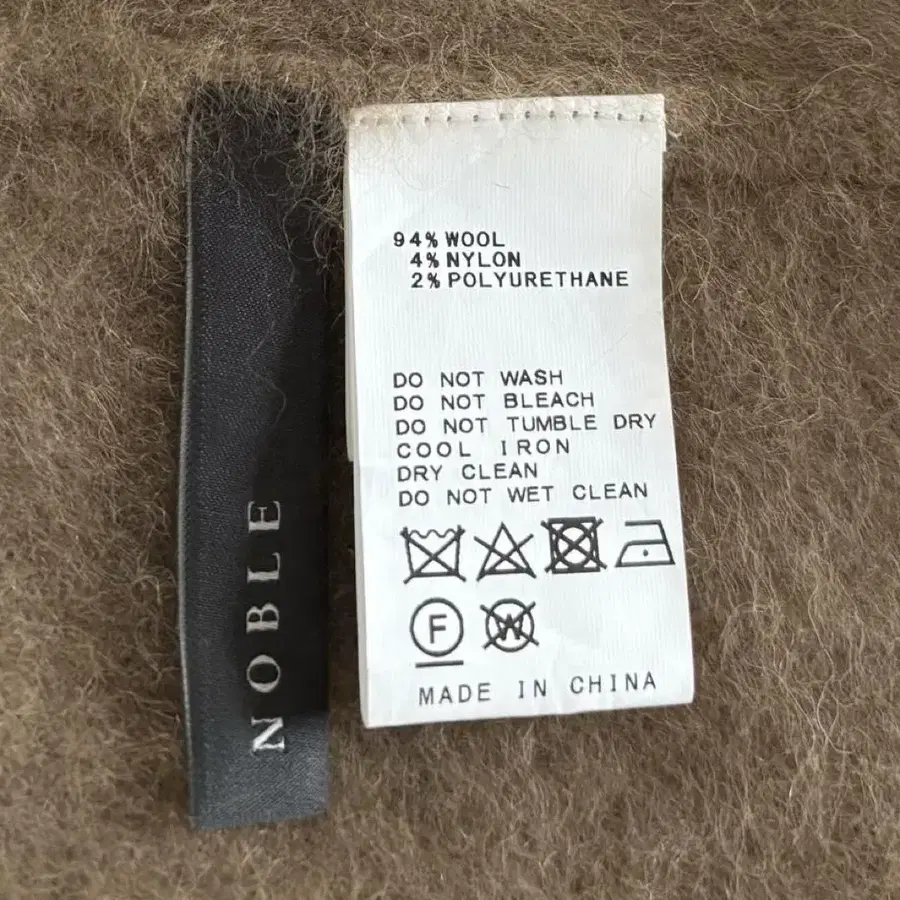 NOBLE
94% WOOL
4% NYLON
2% POLYURETHANE
DO NOT WASH
DO NOT BLEACH
DO NOT TUMBLE DRY
COOL IRON
DRY CLEAN
DO NOT WET CLEAN
F W
MADE IN CHINA